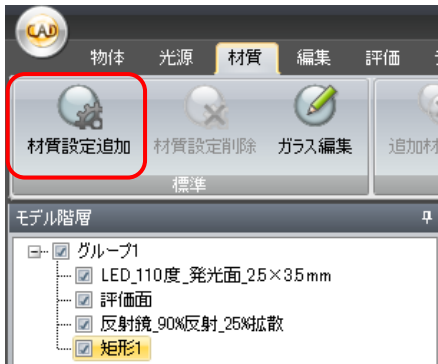 CAD
物体 光源 材質 編集 評価
材質設定追加 材質設定削除 ガラス編集 追加材
標準
モデル階層
グループ1
LED_110度_発光面_2.5×3.5mm
評価面
反射鏡_90%反射_25%拡散
矩形1